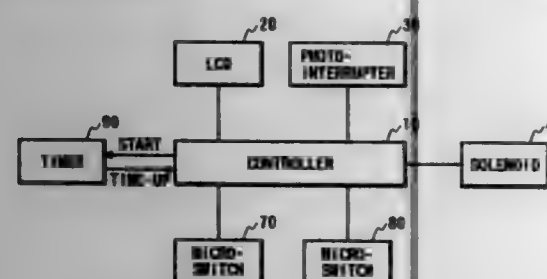 20
LCD
30
PHOTO-
INTERRUPTER
90
TIMER
START
TIME-UP
10
CONTROLLER
SOLENOID
70
MICRO-
SWITCH
80
MICRO-
SWITCH